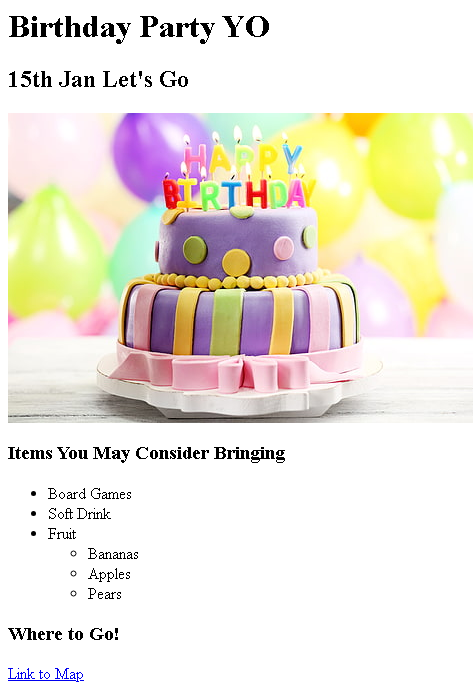 Birthday Party YO
15th Jan Let's Go
HAPPY
BIRTHDAY
Items You May Consider Bringing
Board Games
Soft Drink
Fruit
Bananas
Apples
Pears
Where to Go!
Link to Map